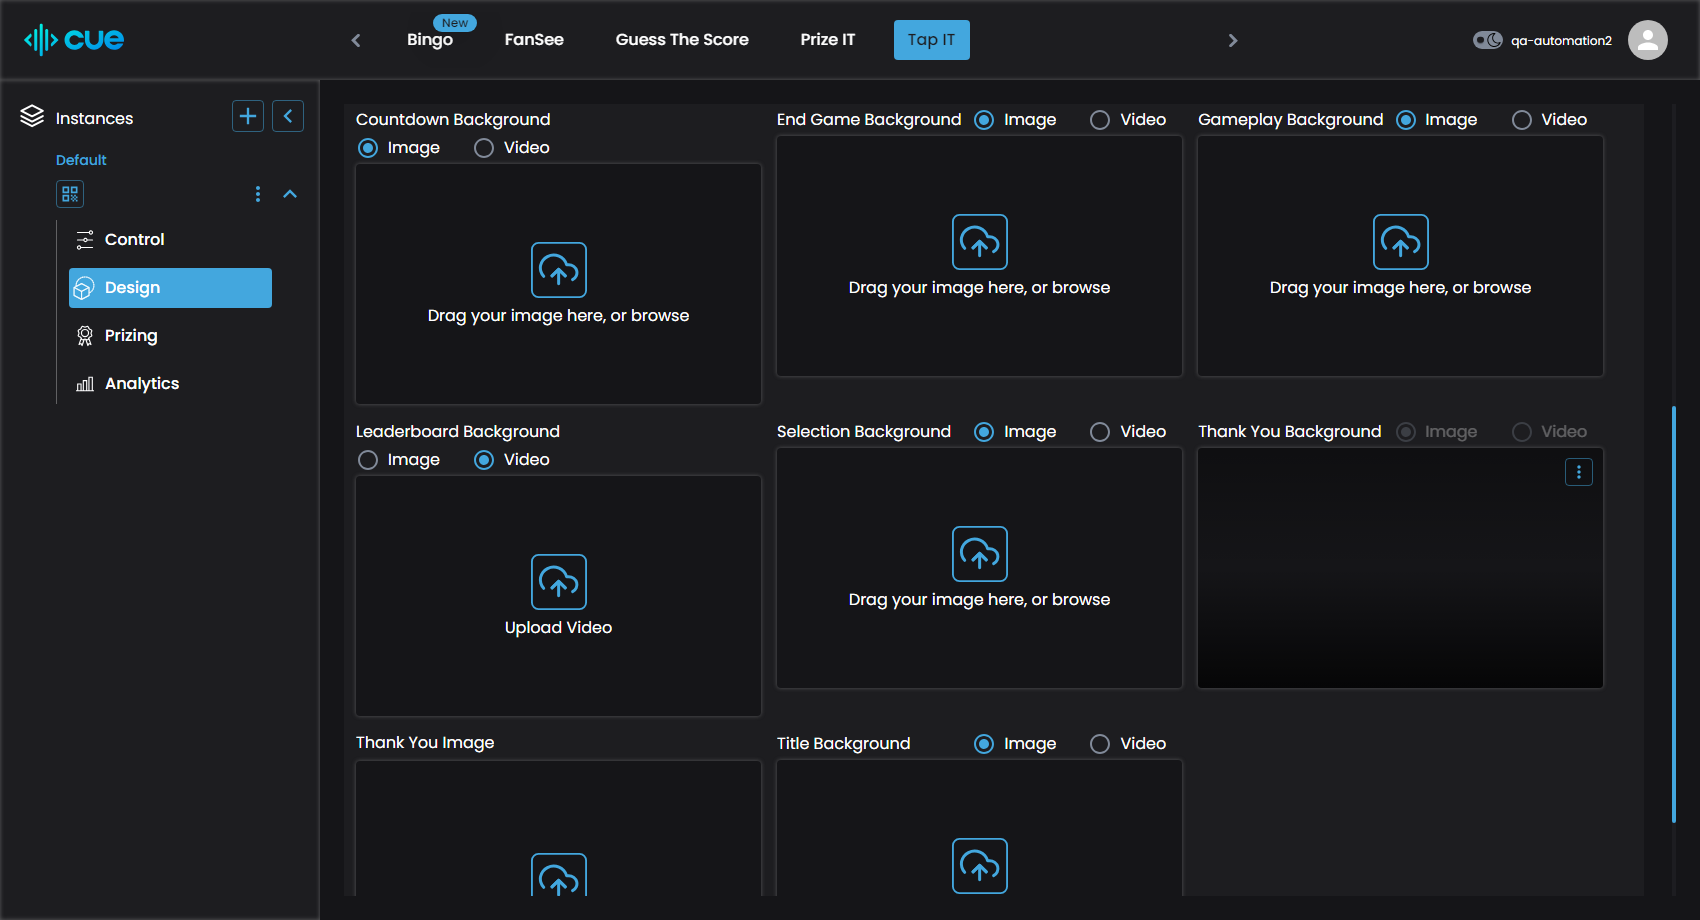 cue
New
Bingo
FanSee
Guess The Score
Prize IT
Tap IT
qa-automation2
Instances
Default
Control
Design
Prizing
Analytics
Countdown Background
Image
Video
Drag your image here, or browse
End Game Background
Image
Video
Drag your image here, or browse
Gameplay Background
Image
Video
Drag your image here, or browse
Leaderboard Background
Image
Video
Upload Video
Selection Background
Image
Video
Drag your image here, or browse
Thank You Background
Image
Video
Thank You Image
Title Background
Image
Video